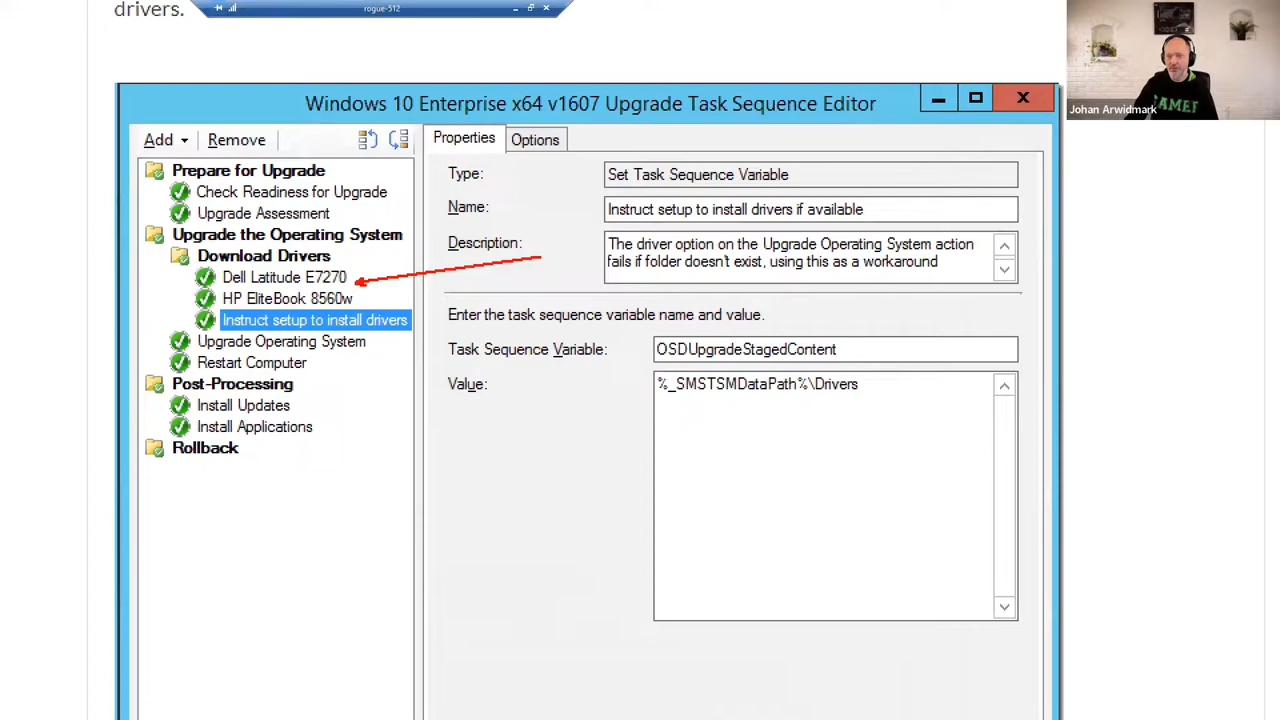 drivers.
rogue-512
Johan Arwidmark
GAMER
Windows 10 Enterprise x64 v1607 Upgrade Task Sequence Editor
Add
Remove
Prepare for Upgrade
Check Readiness for Upgrade
Upgrade Assessment
Upgrade the Operating System
Download Drivers
Dell Latitude E7270
HP EliteBook 8560w
Instruct setup to install drivers
Upgrade Operating System
Restart Computer
Post-Processing
Install Updates
Install Applications
Rollback
Properties
Options
Type:
Set Task Sequence Variable
Name:
Instruct setup to install drivers if available
Description:
The driver option on the Upgrade Operating System action
fails if folder doesn't exist, using this as a workaround
Enter the task sequence variable name and value.
Task Sequence Variable:
OSDUpgradeStagedContent
Value:
%_SMSTSMDataPath%\Drivers